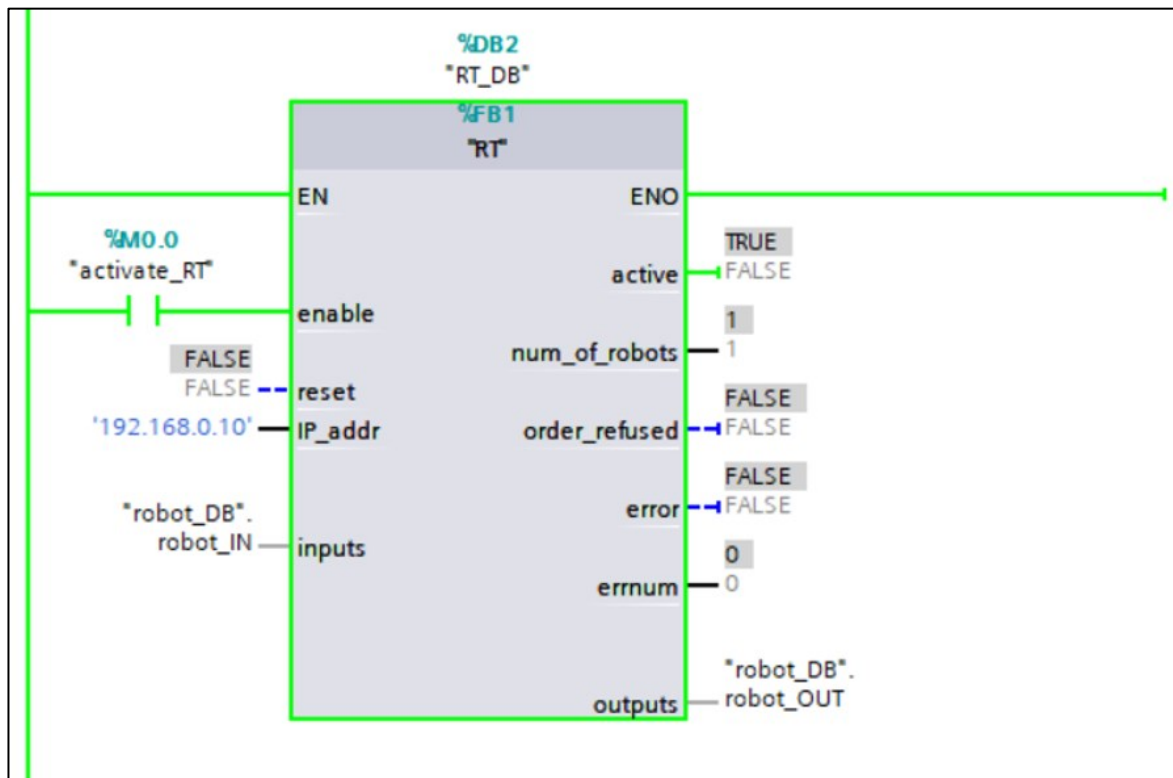 %DB2
"RT_DB"
%FB1
"RT"
EN
ENO
%M0.0
"activate_RT"
enable
TRUE
active
FALSE
1
num_of_robots
1
FALSE
FALSE
reset
'192.168.0.10'
IP_addr
FALSE
order_refused
FALSE
FALSE
error
FALSE
"robot_DB".
robot_IN
inputs
0
errnum
0
"robot_DB".
robot_OUT
outputs